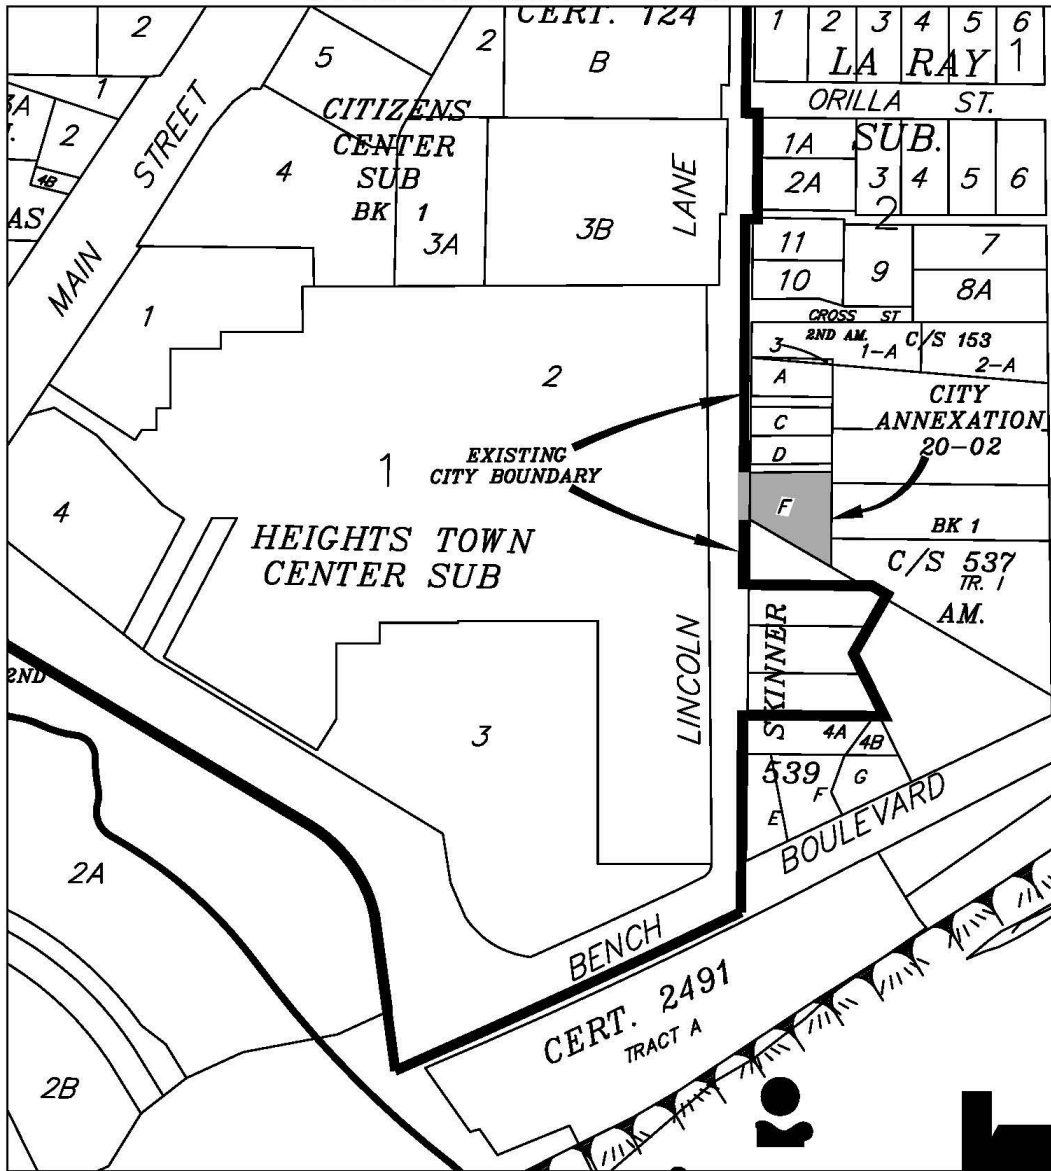 CERT. 124
2
5
2
B
1
2
3
4
5
6
LA RAY 1
ORILLA ST.
SUB.
1
3A
2
4B
AS
STREET
MAIN
CITIZENS
CENTER
SUB
BK 1
4
3A
3B
LANE
1A
2A
3
4
5
6
2
11
10
9
7
8A
CROSS ST
2ND AM.
C/S 153
3
1-A
2-A
A
C
D
F
CITY
ANNEXATION
20-02
1
2
EXISTING
CITY BOUNDARY
1
4
HEIGHTS TOWN
CENTER SUB
BK 1
C/S 537
TR. 1
AM.
LINCOLN
SKINNER
2ND
3
4A
4B
539
E
F
G
BOULEVARD
BENCH
2A
2B
CERT. 2491
TRACT A